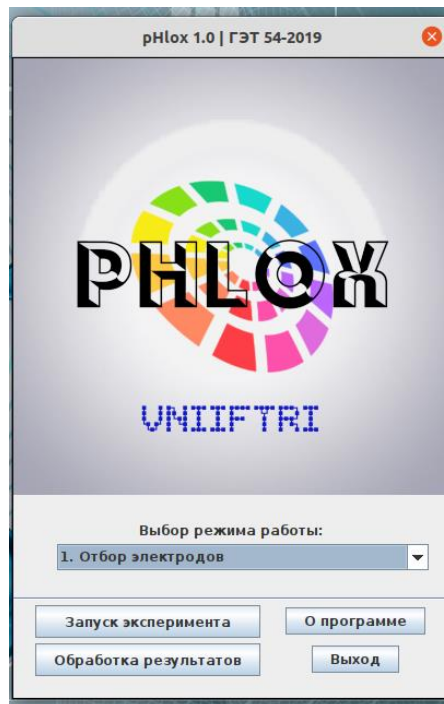 pHlox 1.0 | ГЭТ 54-2019
PHLOX
VNIIFTRI
Выбор режима работы:
1. Отбор электродов
Запуск эксперимента
О программе
Обработка результатов
Выход